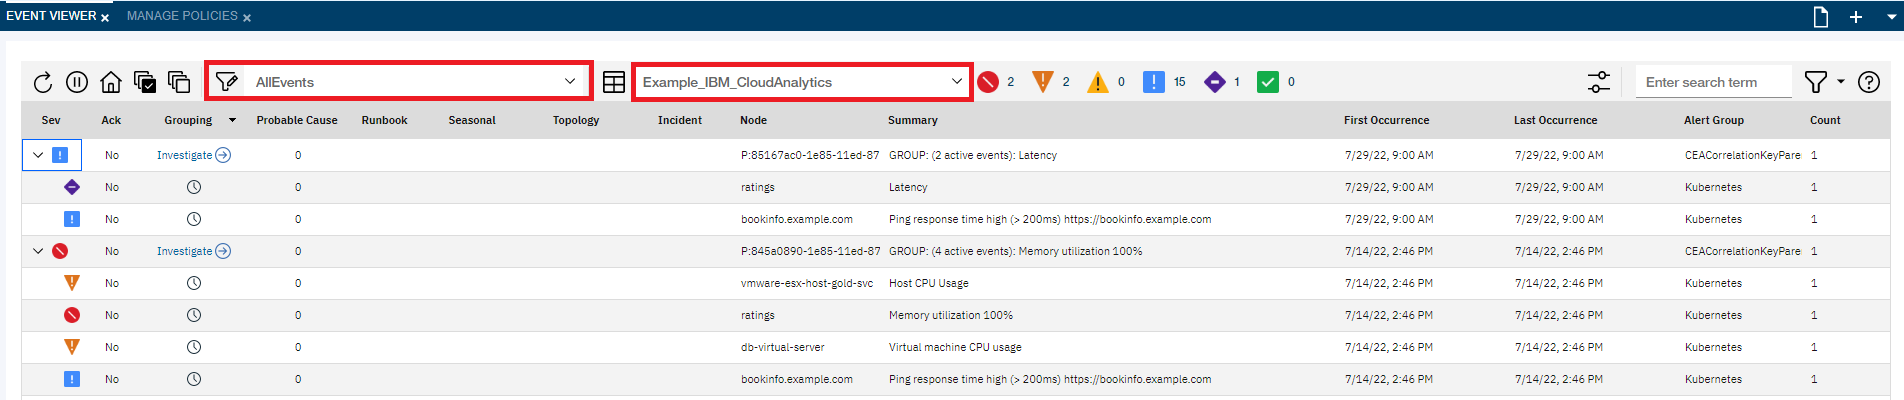 EVENT VIEWER MANAGE POLICIES
AllEvents Example_IBM_CloudAnalytics 2 2 0 15 1 0 Enter search term
Sev Ack Grouping Probable Cause Runbook Seasonal Topology Incident Node Summary First Occurrence Last Occurrence Alert Group Count
No Investigate 0 P:85167ac0-1e85-11ed-87 GROUP: (2 active events): Latency 7/29/22, 9:00 AM 7/29/22, 9:00 AM CEACorrelationKeyPare 1
No 0 ratings Latency 7/29/22, 9:00 AM 7/29/22, 9:00 AM Kubernetes 1
No 0 bookinfo.example.com Ping response time high (> 200ms) https://bookinfo.example.com 7/29/22, 9:00 AM 7/29/22, 9:00 AM Kubernetes 1
No Investigate 0 P:845a0890-1e85-11ed-87 GROUP: (4 active events): Memory utilization 100% 7/14/22, 2:46 PM 7/14/22, 2:46 PM CEACorrelationKeyPare 1
No 0 vmware-esx-host-gold-svc Host CPU Usage 7/14/22, 2:46 PM 7/14/22, 2:46 PM Kubernetes 1
No 0 ratings Memory utilization 100% 7/14/22, 2:46 PM 7/14/22, 2:46 PM Kubernetes 1
No 0 db-virtual-server Virtual machine CPU usage 7/14/22, 2:46 PM 7/14/22, 2:46 PM Kubernetes 1
No 0 bookinfo.example.com Ping response time high (> 200ms) https://bookinfo.example.com 7/14/22, 2:46 PM 7/14/22, 2:46 PM Kubernetes 1